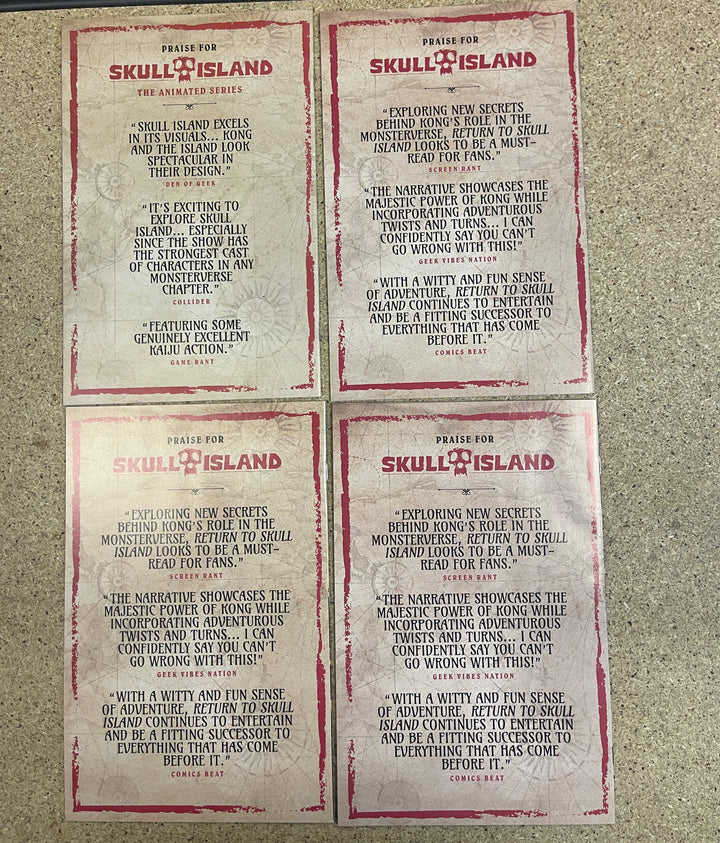 PRAISE FOR
SKULL ISLAND
THE ANIMATED SERIES
“SKULL ISLAND EXCELS
IN ITS VISUALS... KONG
AND THE ISLAND LOOK
SPECTACULAR IN
THEIR DESIGN.”
DEN OF GEEK
“IT’S EXCITING TO
EXPLORE SKULL
ISLAND... ESPECIALLY
SINCE THE SHOW HAS
THE STRONGEST CAST
OF CHARACTERS IN ANY
MONSTERVERSE
CHAPTER.”
COLLIDER
“FEATURING SOME
GENUINELY EXCELLENT
KAIJU ACTION.”
GAME RANT
PRAISE FOR
SKULL ISLAND
“EXPLORING NEW SECRETS
BEHIND KONG’S ROLE IN THE
MONSTERVERSE, RETURN TO SKULL
ISLAND LOOKS TO BE A MUST-
READ FOR FANS.”
SCREEN RANT
“THE NARRATIVE SHOWCASES THE
MAJESTIC POWER OF KONG WHILE
INCORPORATING ADVENTUROUS
TWISTS AND TURNS... I CAN
CONFIDENTLY SAY YOU CAN’T
GO WRONG WITH THIS!”
GEEK VIBES NATION
“WITH A WITTY AND FUN SENSE
OF ADVENTURE, RETURN TO SKULL
ISLAND CONTINUES TO ENTERTAIN
AND BE A FITTING SUCCESSOR TO
EVERYTHING THAT HAS COME
BEFORE IT.”
COMICS BEAT
PRAISE FOR
SKULL ISLAND
“EXPLORING NEW SECRETS
BEHIND KONG’S ROLE IN THE
MONSTERVERSE, RETURN TO SKULL
ISLAND LOOKS TO BE A MUST-
READ FOR FANS.”
SCREEN RANT
“THE NARRATIVE SHOWCASES THE
MAJESTIC POWER OF KONG WHILE
INCORPORATING ADVENTUROUS
TWISTS AND TURNS... I CAN
CONFIDENTLY SAY YOU CAN’T
GO WRONG WITH THIS!”
GEEK VIBES NATION
“WITH A WITTY AND FUN SENSE
OF ADVENTURE, RETURN TO SKULL
ISLAND CONTINUES TO ENTERTAIN
AND BE A FITTING SUCCESSOR TO
EVERYTHING THAT HAS COME
BEFORE IT.”
COMICS BEAT
PRAISE FOR
SKULL ISLAND
“EXPLORING NEW SECRETS
BEHIND KONG’S ROLE IN THE
MONSTERVERSE, RETURN TO SKULL
ISLAND LOOKS TO BE A MUST-
READ FOR FANS.”
SCREEN RANT
“THE NARRATIVE SHOWCASES THE
MAJESTIC POWER OF KONG WHILE
INCORPORATING ADVENTUROUS
TWISTS AND TURNS... I CAN
CONFIDENTLY SAY YOU CAN’T
GO WRONG WITH THIS!”
GEEK VIBES NATION
“WITH A WITTY AND FUN SENSE
OF ADVENTURE, RETURN TO SKULL
ISLAND CONTINUES TO ENTERTAIN
AND BE A FITTING SUCCESSOR TO
EVERYTHING THAT HAS COME
BEFORE IT.”
COMICS BEAT